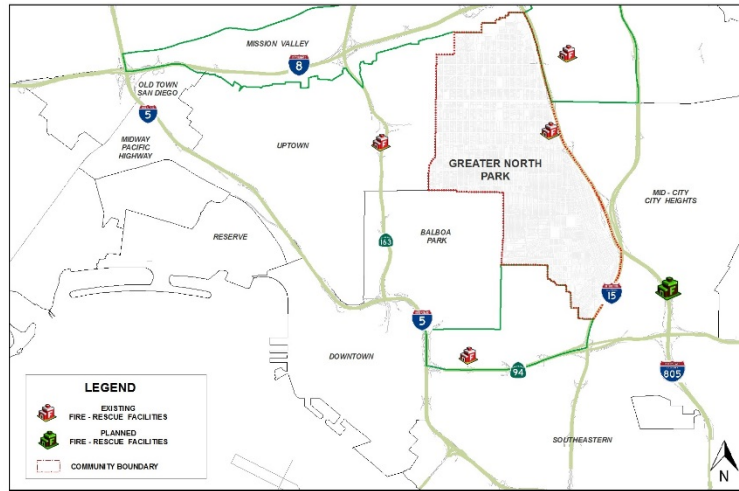 MISSION VALLEY
8
OLD TOWN
SAN DIEGO
5
MIDWAY
PACIFIC
HIGHWAY
UPTOWN
GREATER NORTH
PARK
MID - CITY
CITY HEIGHTS
RESERVE
163
BALBOA
PARK
15
5
DOWNTOWN
94
805
SOUTHEASTERN
LEGEND
EXISTING
FIRE - RESCUE FACILITIES
PLANNED
FIRE - RESCUE FACILITIES
COMMUNITY BOUNDARY
N